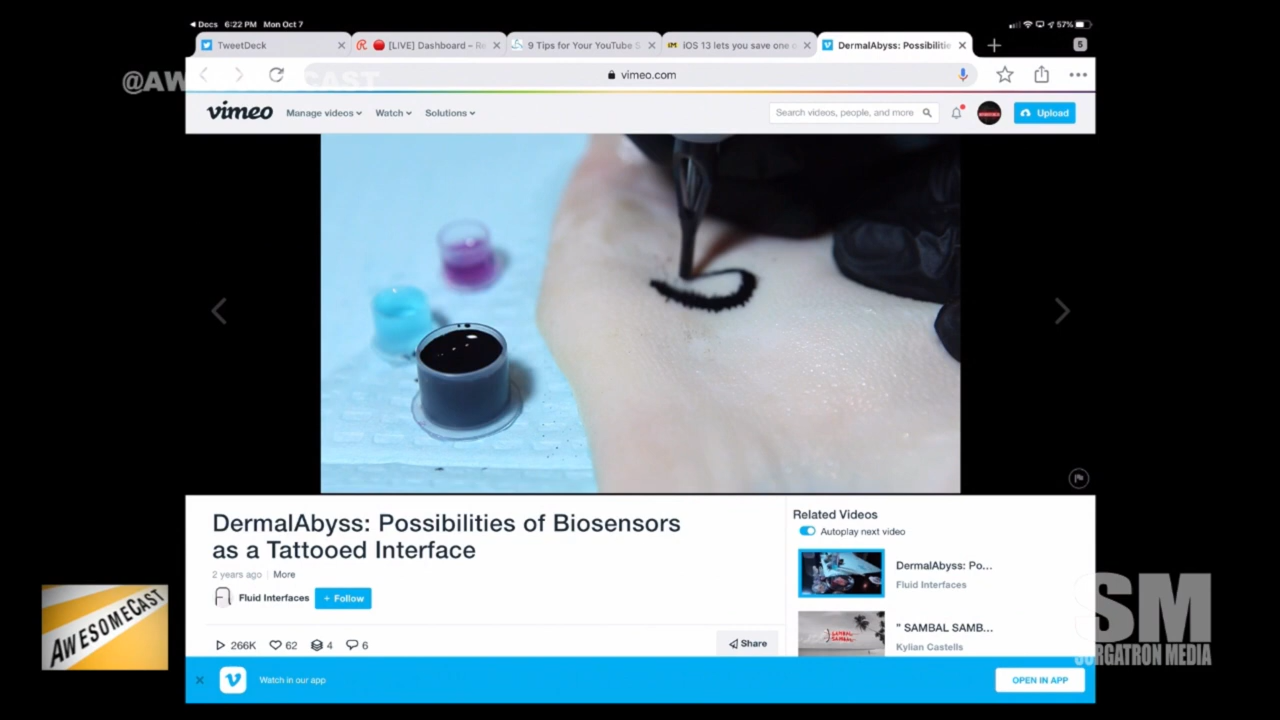 Docs 6:22 PM Mon Oct 7
57%
TweetDeck
[LIVE] Dashboard – Re
9 Tips for Your YouTube S
iOS 13 lets you save one o
DermalAbyss: Possibilitie
5
@AWESOMECAST
vimeo.com
vimeo
Manage videos
Watch
Solutions
Search videos, people, and more
Upload
DermalAbyss: Possibilities of Biosensors
as a Tattooed Interface
2 years ago
More
Fluid Interfaces
+ Follow
266K
62
4
6
Share
Related Videos
Autoplay next video
DermalAbyss: Po...
Fluid Interfaces
" SAMBAL SAMB...
Kylian Castells
Watch in our app
OPEN IN APP
AWESOMECAST
SM
SORGATRON MEDIA